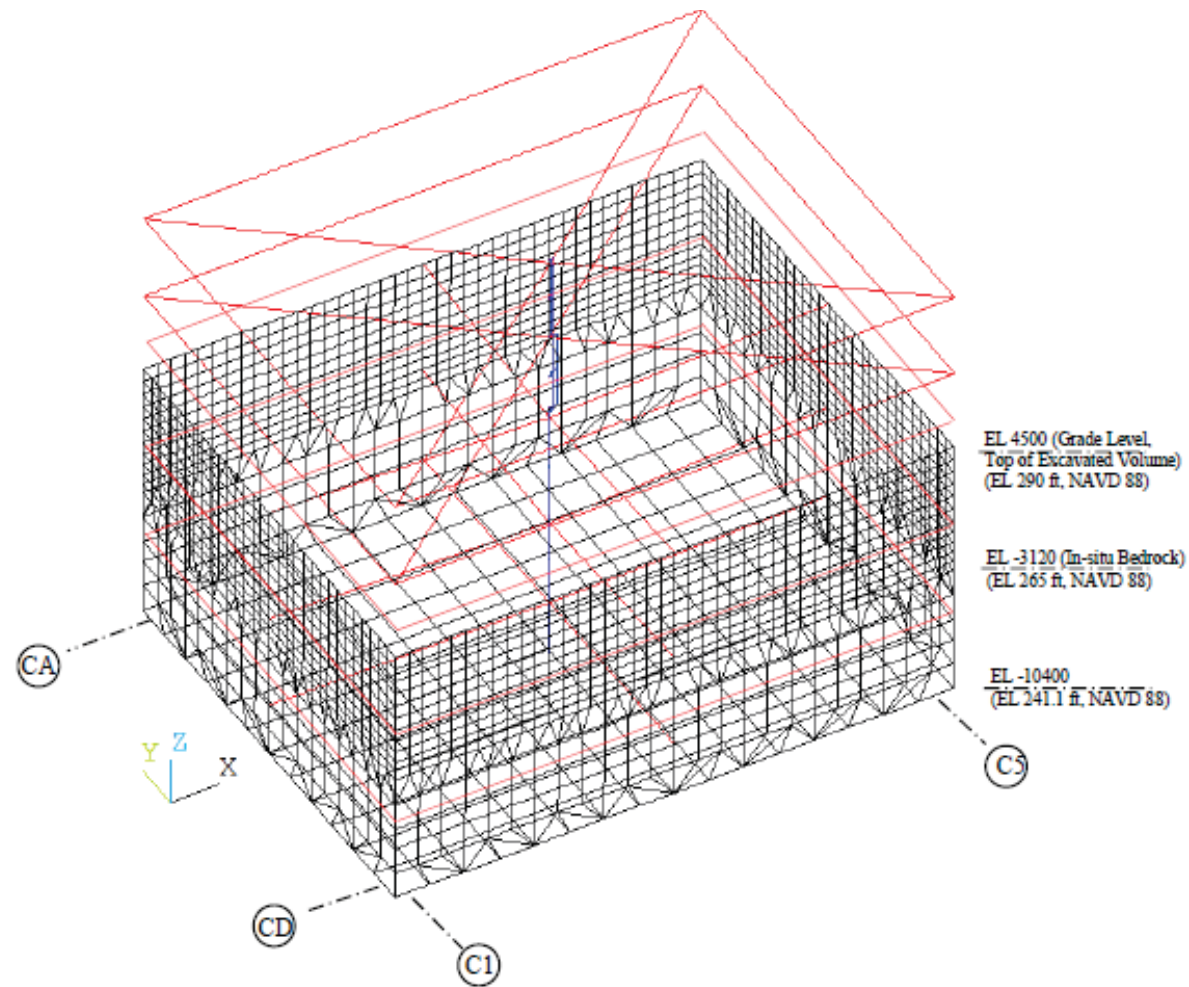 EL 4500 (Grade Level,
Top of Excavated Volume)
(EL 290 ft, NAVD 88)
EL -3120 (In-situ Bedrock)
(EL 265 ft, NAVD 88)
CA
EL -10400
(EL 241.1 ft, NAVD 88)
Y Z X
C5
CD
C1